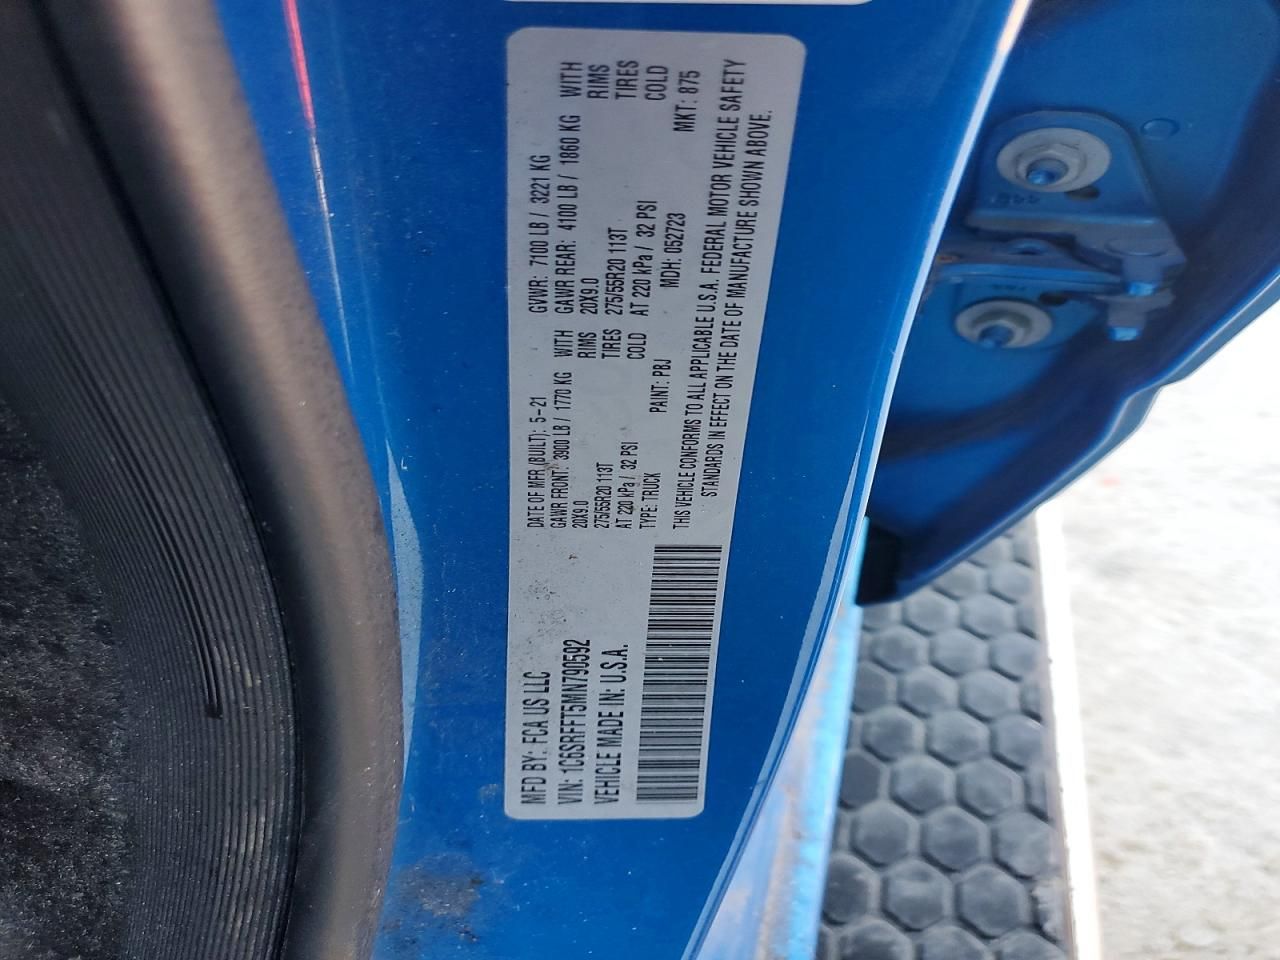 MFD BY: FCA US LLC
DATE OF MFR (BUILT): 5-21 GVWR: 7100 LB / 3221 KG
GAWR FRONT: 3900 LB / 1770 KG WITH GAWR REAR: 4100 LB / 1860 KG WITH
20X9.0 RIMS 20X9.0 RIMS
275/55R20 113T TIRES 275/55R20 113T TIRES
AT 220 kPa / 32 PSI COLD AT 220 kPa / 32 PSI COLD
VIN: 1C6SRFFT5MN790592
VEHICLE MADE IN: U.S.A.
TYPE: TRUCK PAINT: PBJ MDH: 052723 MKT: 875
THIS VEHICLE CONFORMS TO ALL APPLICABLE U.S.A. FEDERAL MOTOR VEHICLE SAFETY
STANDARDS IN EFFECT ON THE DATE OF MANUFACTURE SHOWN ABOVE.